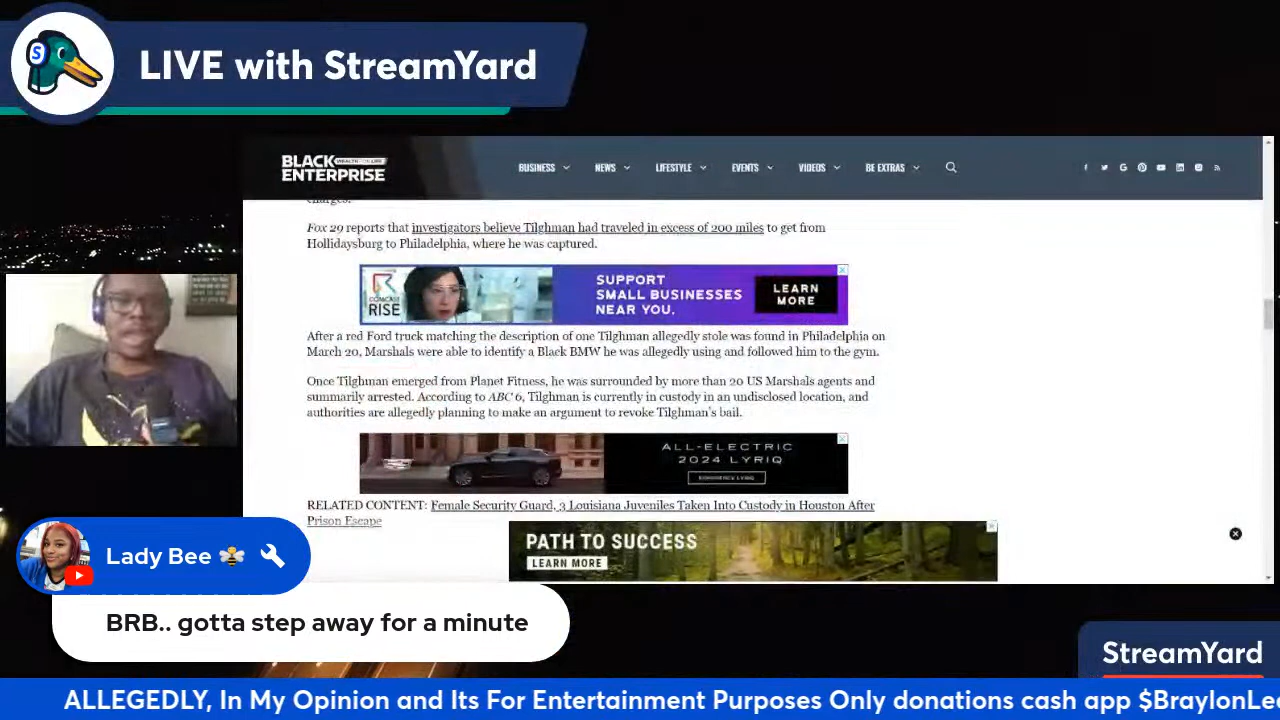 S
LIVE with StreamYard
BLACK WEALTH FOR LIFE
ENTERPRISE
BUSINESS NEWS LIFESTYLE EVENTS VIDEOS BE EXTRAS
charges.
Fox 29 reports that investigators believe Tilghman had traveled in excess of 200 miles to get from
Hollidaysburg to Philadelphia, where he was captured.
COMCAST
RISE
SUPPORT
SMALL BUSINESSES
NEAR YOU.
LEARN
MORE
After a red Ford truck matching the description of one Tilghman allegedly stole was found in Philadelphia on
March 20, Marshals were able to identify a Black BMW he was allegedly using and followed him to the gym.
Once Tilghman emerged from Planet Fitness, he was surrounded by more than 20 US Marshals agents and
summarily arrested. According to ABC 6, Tilghman is currently in custody in an undisclosed location, and
authorities are allegedly planning to make an argument to revoke Tilghman's bail.
ALL-ELECTRIC
2024 LYRIQ
RELATED CONTENT: Female Security Guard, 3 Louisiana Juveniles Taken Into Custody in Houston After
Prison Escape
PATH TO SUCCESS
LEARN MORE
Lady Bee 🐝
BRB.. gotta step away for a minute
StreamYard
ALLEGEDLY, In My Opinion and Its For Entertainment Purposes Only donations cash app $BraylonLe